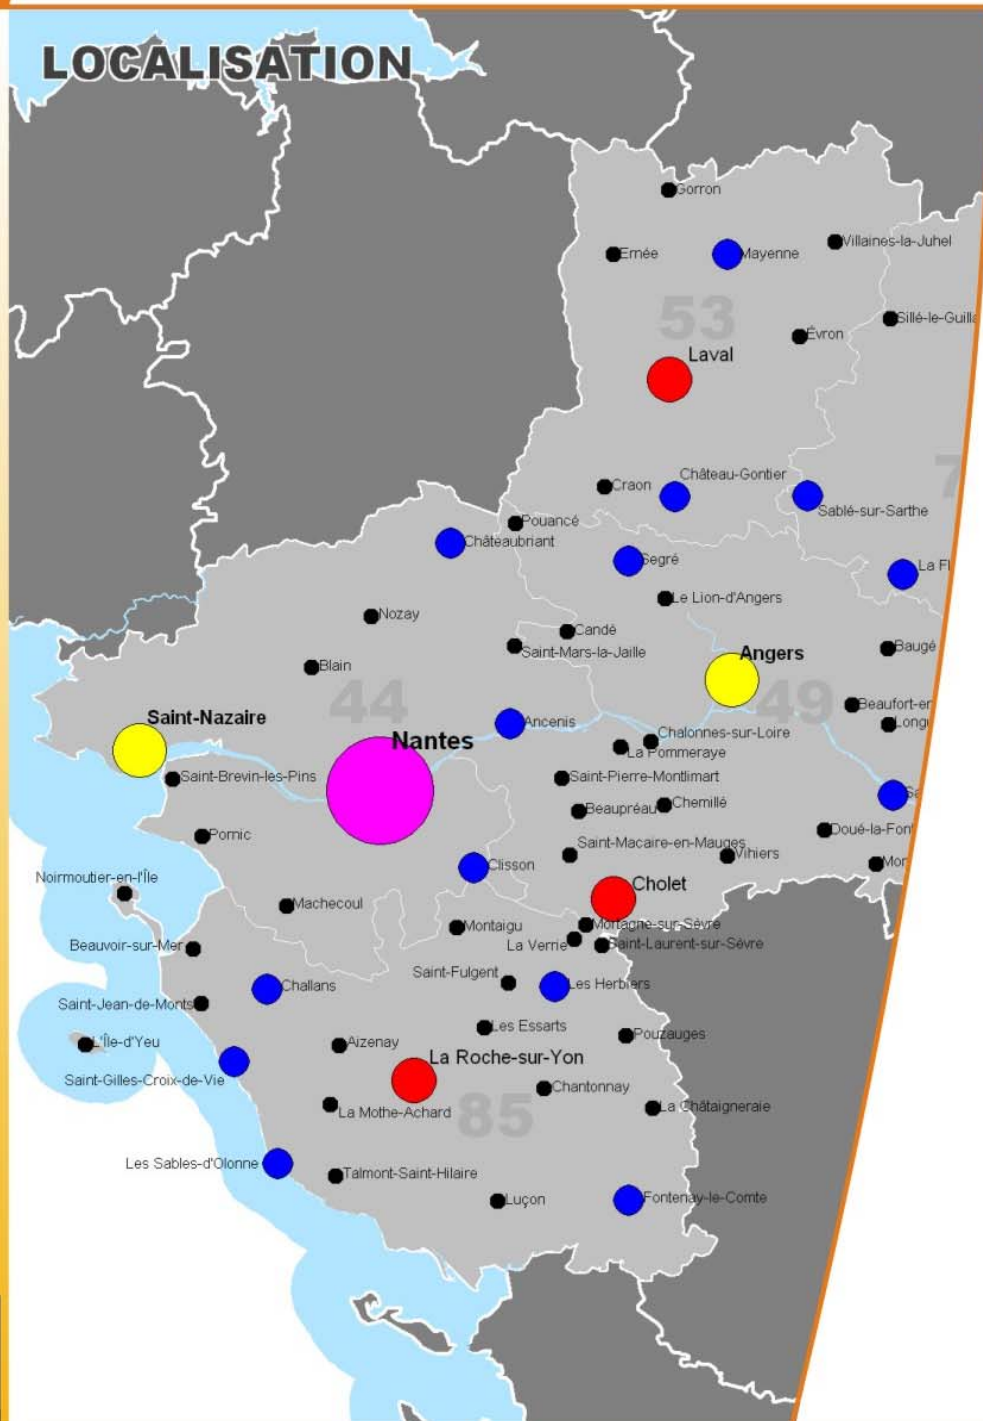 LOCALISATION
Gorron
Villaines-la-Juhel
Ernée
Mayenne
53
Sillé-le-Guilla
Évron
Laval
Château-Gontier
7
Craon
Sablé-sur-Sarthe
Pouancé
Châteaubriant
Segré
La Fl
Le Lion-d'Angers
Nozay
Candé
Saint-Mars-la-Jaille
Baugé
Angers
Blain
44
49
Beaufort-en
Saint-Nazaire
Ancenis
Longu
Chalonnes-sur-Loire
Nantes
La Pommeraye
Saint-Brevin-les-Pins
Saint-Pierre-Montlimart
Sa
Beaupréau
Chemillé
Pornic
Doué-la-Font
Saint-Macaire-en-Mauges
Vihiers
Mon
Clisson
Noirmoutier-en-l'Île
Cholet
Machecoul
Montaigu
Mortagne-sur-Sèvre
Beauvoir-sur-Mer
La Verrie
Saint-Laurent-sur-Sèvre
Saint-Fulgent
Challans
Les Herbiers
Saint-Jean-de-Monts
Les Essarts
Pouzauges
L'Île-d'Yeu
Aizenay
La Roche-sur-Yon
Saint-Gilles-Croix-de-Vie
Chantonnay
La Mothe-Achard
85
La Châtaigneraie
Les Sables-d'Olonne
Talmont-Saint-Hilaire
Luçon
Fontenay-le-Comte